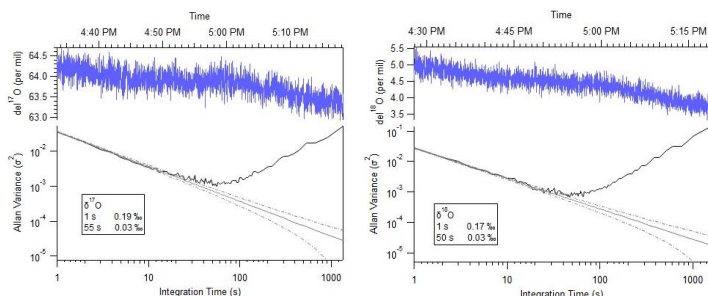 Time
4:40 PM 4:50 PM 5:00 PM 5:10 PM
64.5
64.0
63.5
63.0
del¹⁷O (per mil)
10⁻²
10⁻³
10⁻⁴
10⁻⁵
Allan Variance (σ²)
δ¹⁷O
1 s 0.19 ‰
55 s 0.03 ‰
1 10 100 1000
Integration Time (s)
Time
4:30 PM 4:45 PM 5:00 PM 5:15 PM
5.5
5.0
4.5
4.0
3.5
del¹⁸O (per mil)
10⁻¹
10⁻²
10⁻³
10⁻⁴
10⁻⁵
Allan Variance (σ²)
δ¹⁸O
1 s 0.17 ‰
50 s 0.03 ‰
1 10 100 1000
Integration Time (s)